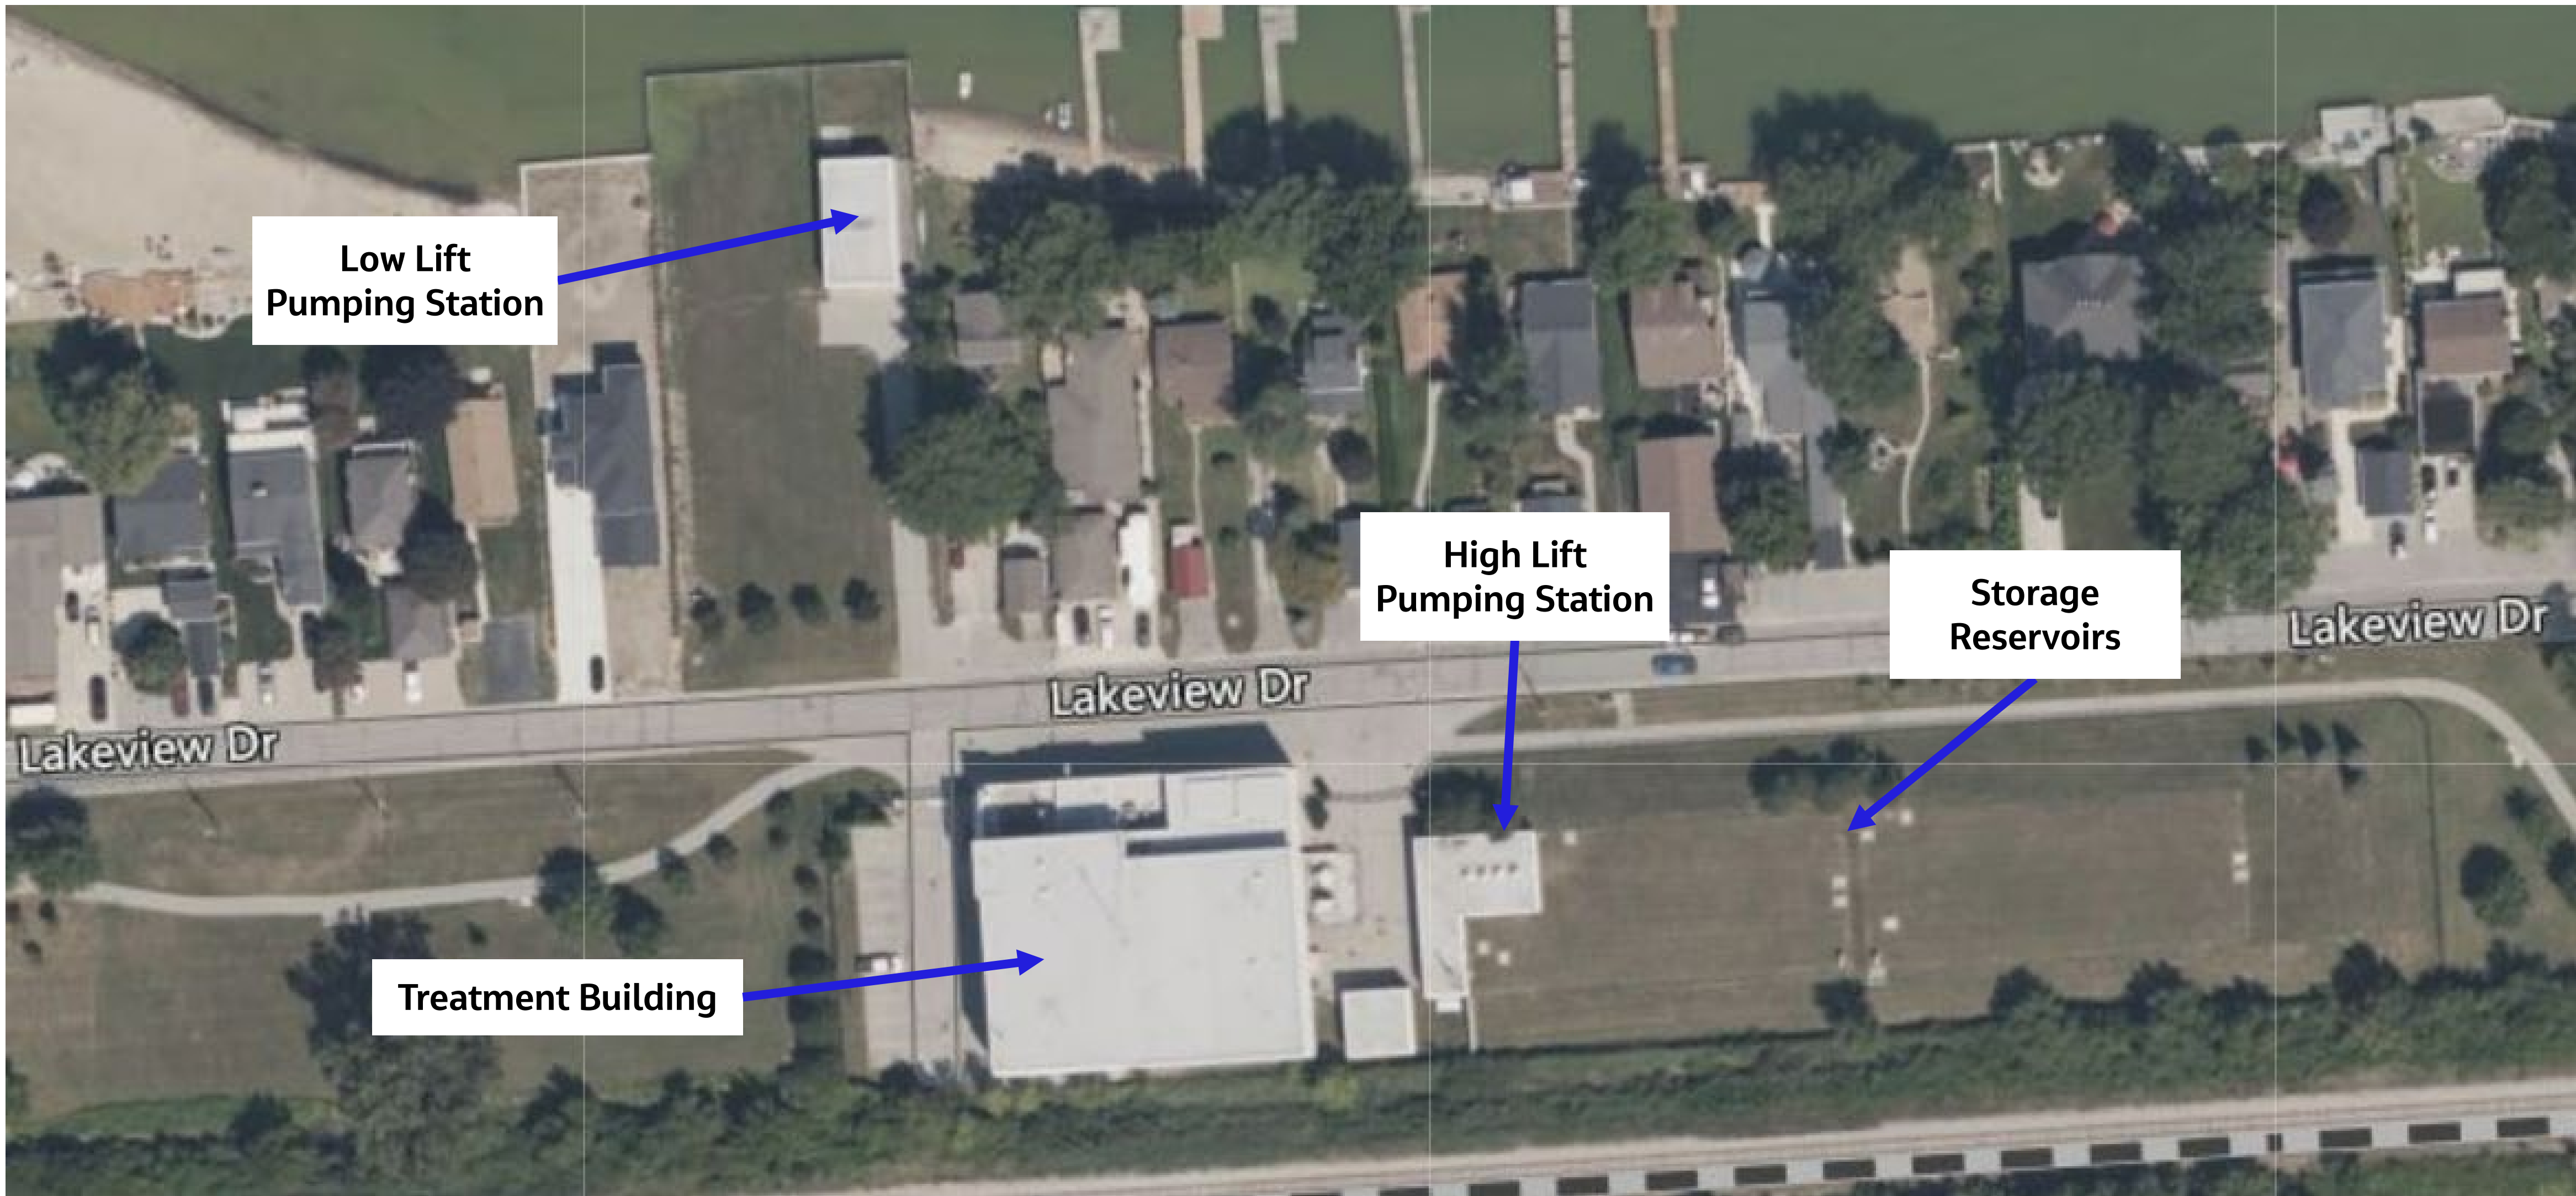 Low Lift
Pumping Station
High Lift
Pumping Station
Storage
Reservoirs
Lakeview Dr
Lakeview Dr
Lakeview Dr
Treatment Building